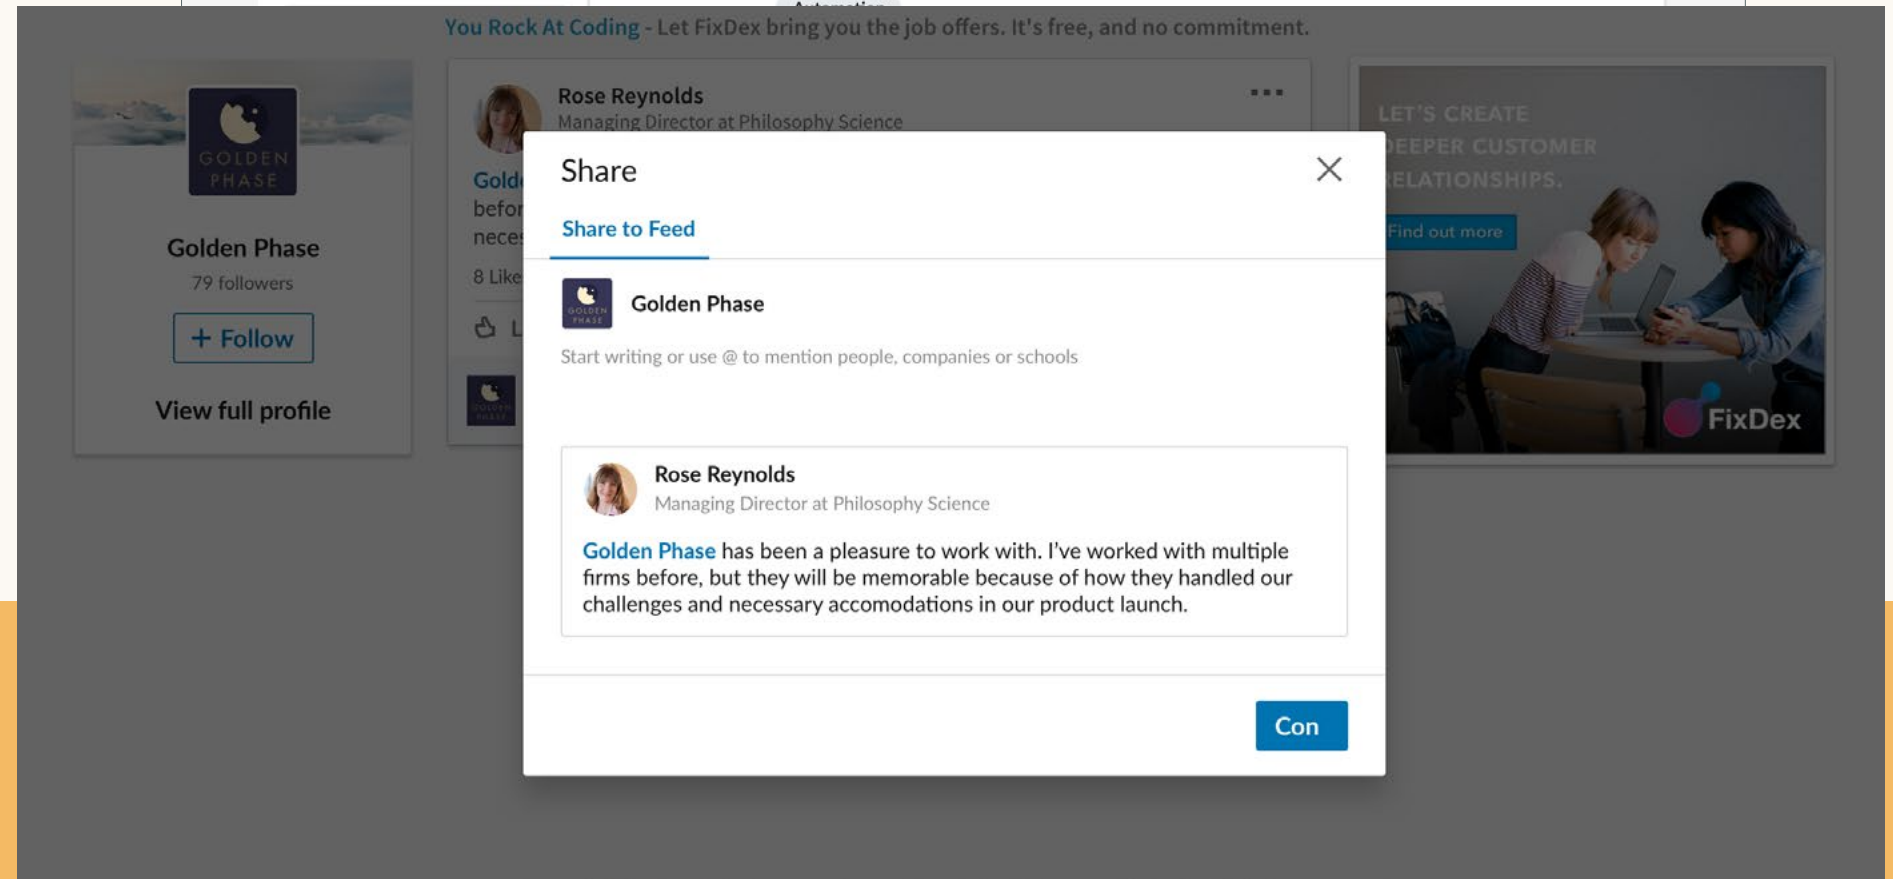 You Rock At Coding - Let FixDex bring you the job offers. It's free, and no commitment.
GOLDEN
PHASE
Golden Phase
79 followers
+ Follow
View full profile
Rose Reynolds
Managing Director at Philosophy Science
8 Like
Share
Share to Feed
GOLDEN
PHASE
Golden Phase
Start writing or use @ to mention people, companies or schools
Rose Reynolds
Managing Director at Philosophy Science
Golden Phase has been a pleasure to work with. I've worked with multiple
firms before, but they will be memorable because of how they handled our
challenges and necessary accomodations in our product launch.
Con
LET'S CREATE
DEEPER CUSTOMER
RELATIONSHIPS.
Find out more
FixDex